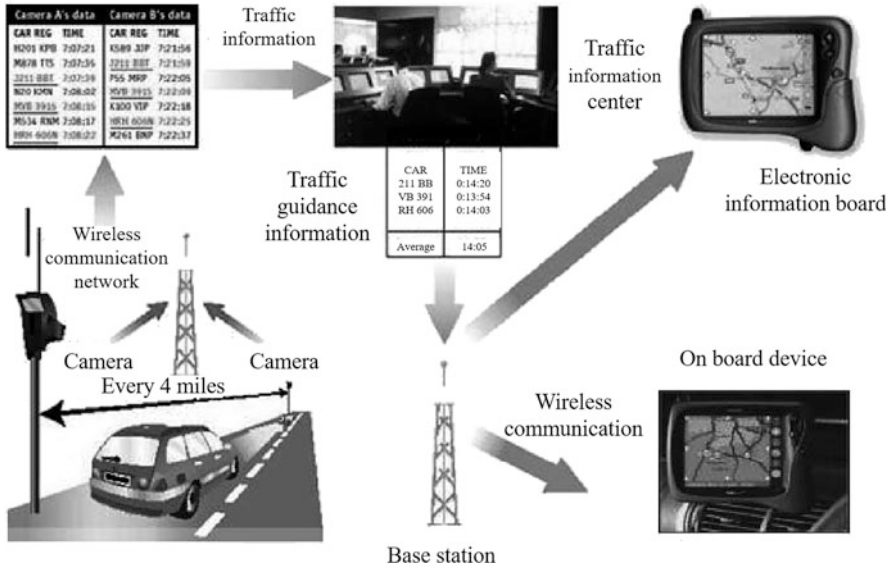 Camera A's data
Camera B's data
CAR REG TIME
CAR REG TIME
H201 KPB 7:07:21
K589 JJP 7:21:56
M878 TTS 7:07:35
J211 BBT 7:21:59
J211 BBT 7:07:39
P55 MRP 7:22:05
N20 KMN 7:08:02
MVB 391S 7:22:09
MVB 391S 7:08:15
K100 VDP 7:22:18
M534 RNM 7:08:17
HRH 606N 7:22:25
HRH 606N 7:08:22
M261 BNP 7:22:37
Traffic
information
Traffic
information
center
Electronic
information board
Traffic
guidance
information
CAR TIME
211 BB 0:14:20
VB 391 0:13:54
RH 606 0:14:03
Average 14:05
Wireless
communication
network
Camera
Camera
Every 4 miles
On board device
Wireless
communication
Base station